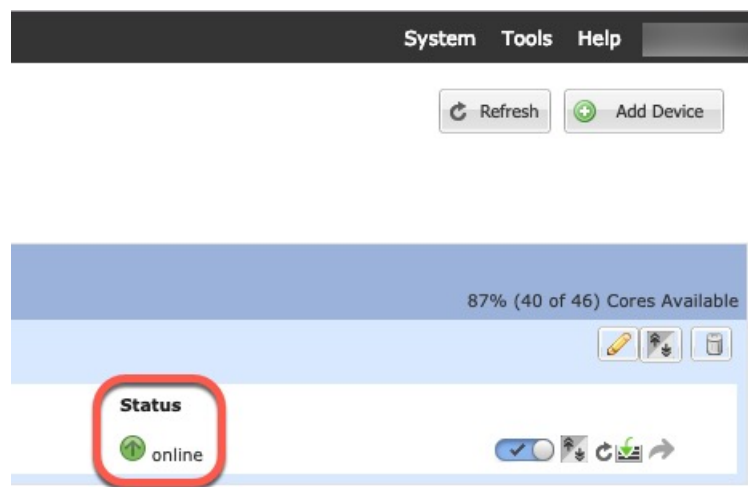 System Tools Help
Refresh Add Device
87% (40 of 46) Cores Available
Status
online